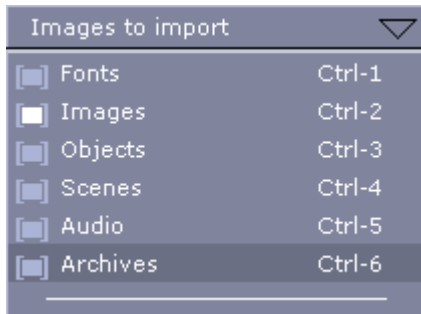 Images to import
Fonts Ctrl-1
Images Ctrl-2
Objects Ctrl-3
Scenes Ctrl-4
Audio Ctrl-5
Archives Ctrl-6